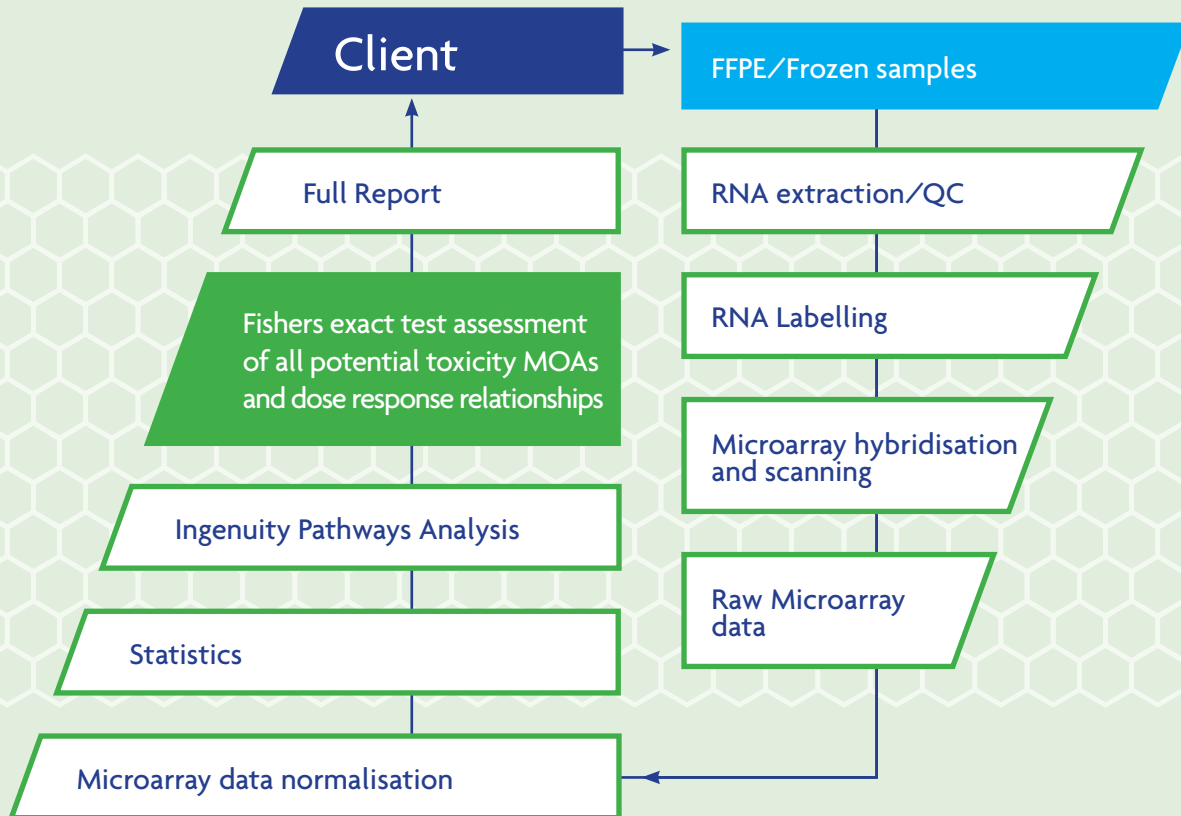 Client
FFPE/Frozen samples
Full Report
RNA extraction/QC
Fishers exact test assessment
of all potential toxicity MOAs
and dose response relationships
RNA Labelling
Microarray hybridisation
and scanning
Ingenuity Pathways Analysis
Raw Microarray
data
Statistics
Microarray data normalisation